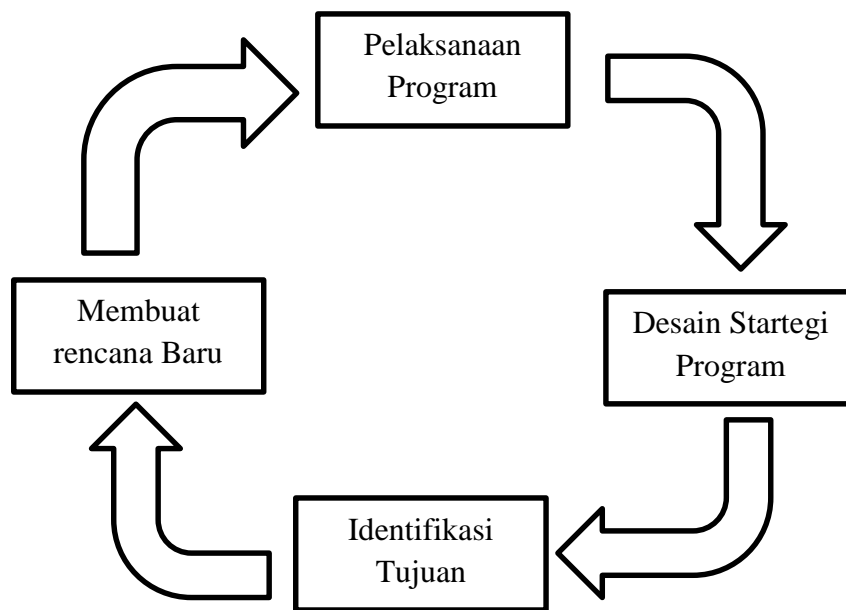 Pelaksanaan
Program
Desain Startegi
Program
Identifikasi
Tujuan
Membuat
rencana Baru